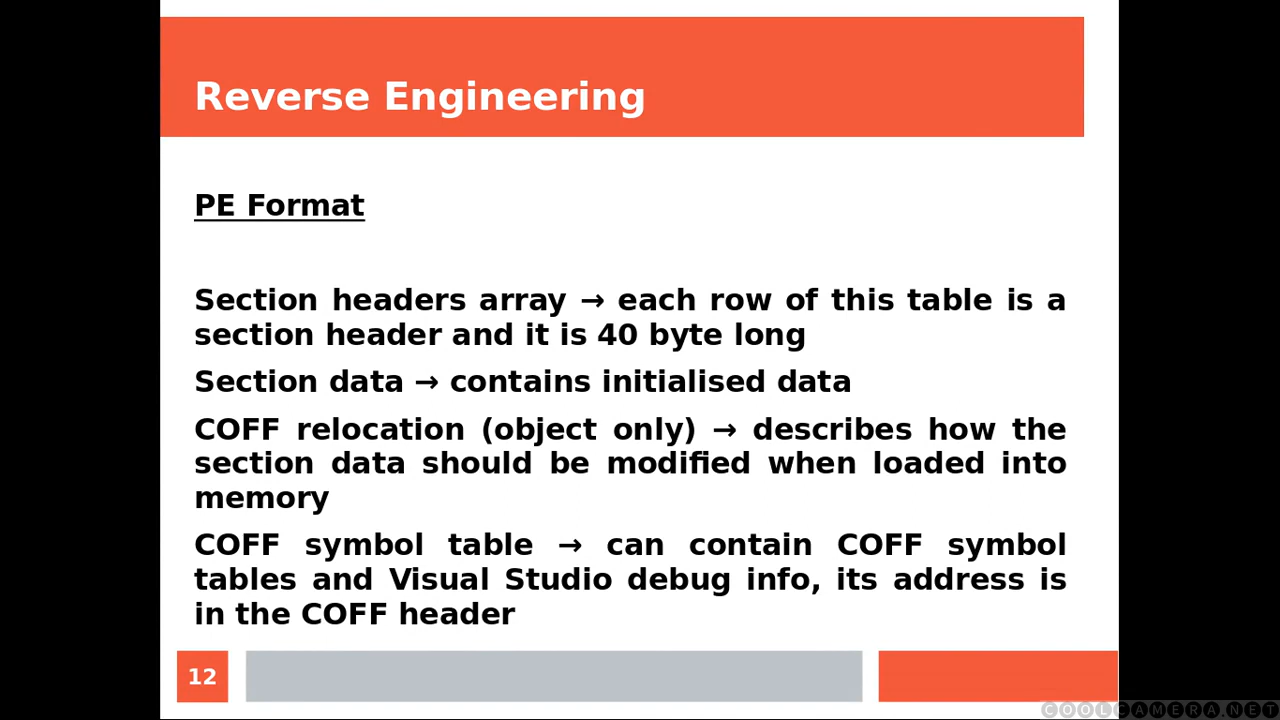 Reverse Engineering
PE Format
Section headers array → each row of this table is a
section header and it is 40 byte long
Section data → contains initialised data
COFF relocation (object only) → describes how the
section data should be modified when loaded into
memory
COFF symbol table → can contain COFF symbol
tables and Visual Studio debug info, its address is
in the COFF header
12
COOLCAMERA.NET